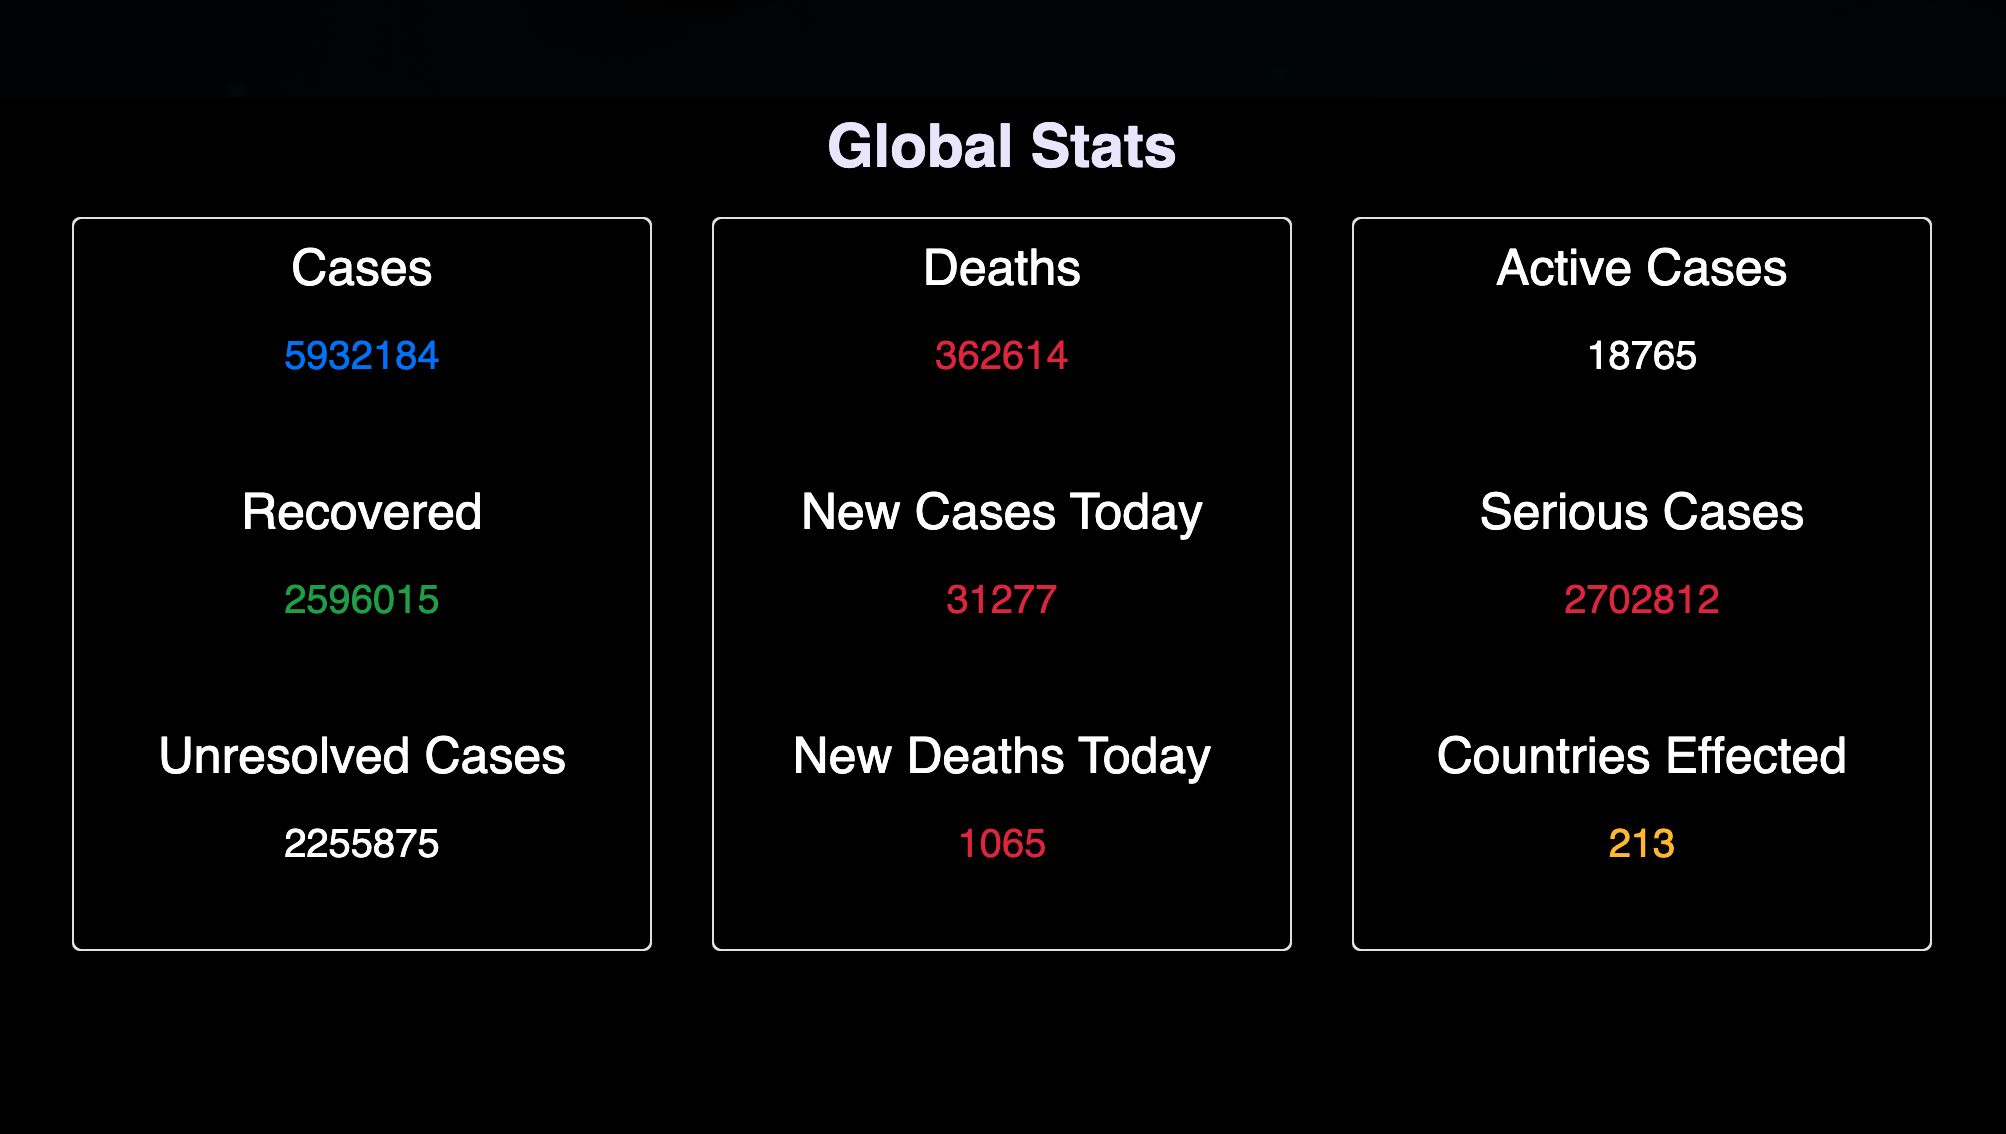 Global Stats
Cases
5932184
Recovered
2596015
Unresolved Cases
2255875
Deaths
362614
New Cases Today
31277
New Deaths Today
1065
Active Cases
18765
Serious Cases
2702812
Countries Effected
213